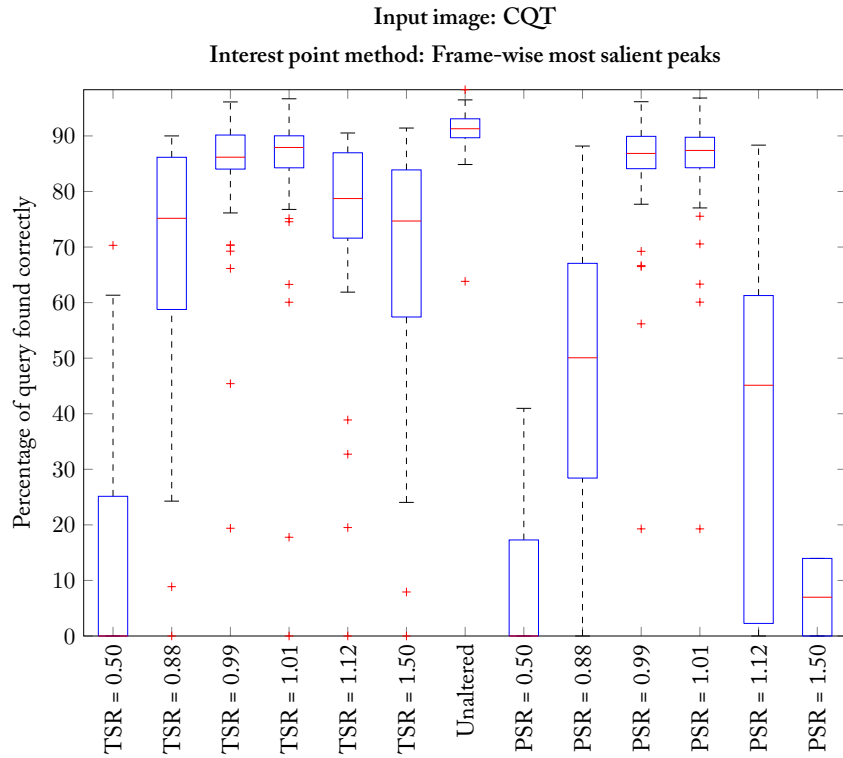 Input image: CQT
Interest point method: Frame-wise most salient peaks
Percentage of query found correctly
90
80
70
60
50
40
30
20
10
0
TSR = 0.50
TSR = 0.88
TSR = 0.99
TSR = 1.01
TSR = 1.12
TSR = 1.50
Unaltered
PSR = 0.50
PSR = 0.88
PSR = 0.99
PSR = 1.01
PSR = 1.12
PSR = 1.50